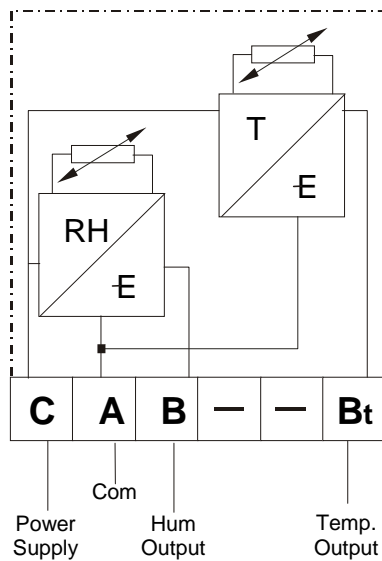 T
E
RH
E
C A B — — Bt
Com
Power Supply
Hum Output
Temp. Output